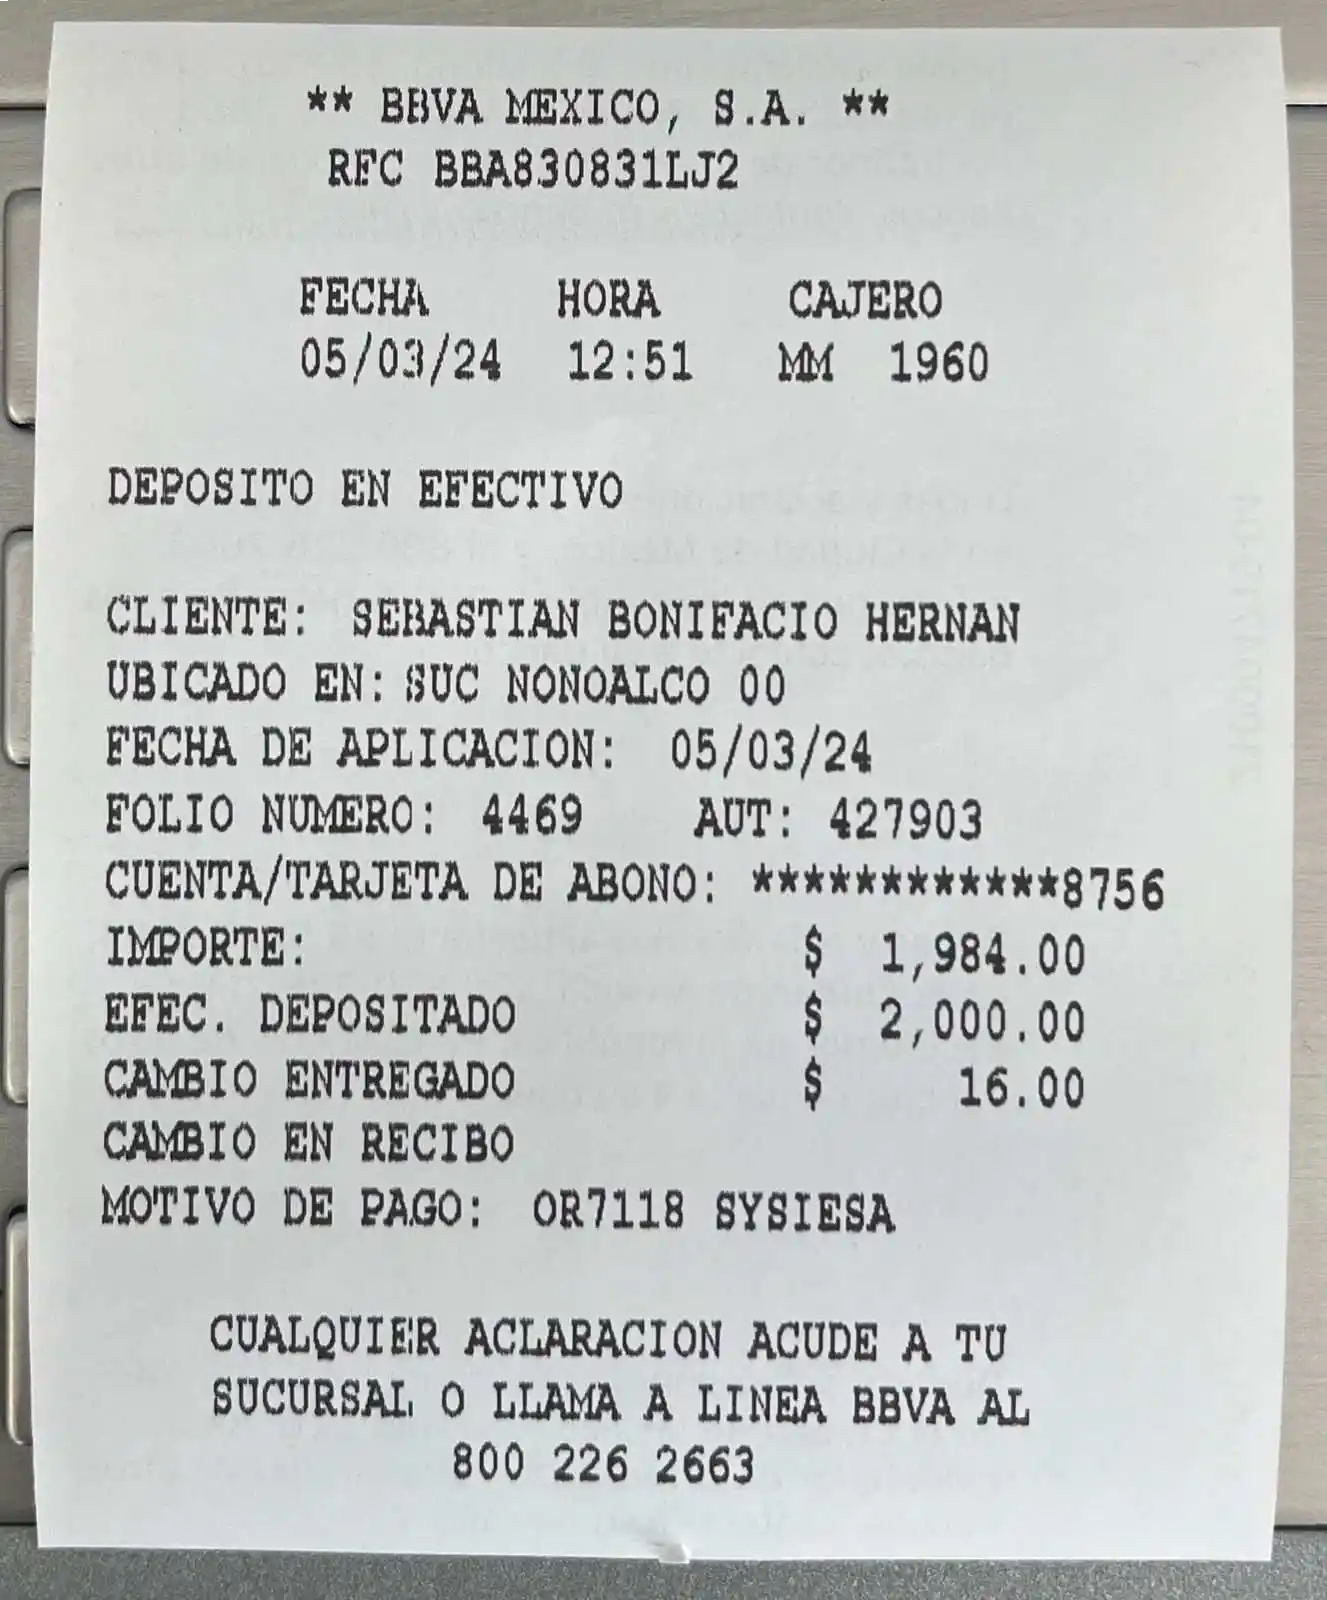 ** BBVA MEXICO, S.A. **
RFC BBA830831LJ2
FECHA HORA CAJERO
05/03/24 12:51 MM 1960
DEPOSITO EN EFECTIVO
CLIENTE: SEBASTIAN BONIFACIO HERNAN
UBICADO EN: SUC NONOALCO 00
FECHA DE APLICACION: 05/03/24
FOLIO NUMERO: 4469 AUT: 427903
CUENTA/TARJETA DE ABONO: ************8756
IMPORTE: $ 1,984.00
EFEC. DEPOSITADO $ 2,000.00
CAMBIO ENTREGADO $ 16.00
CAMBIO EN RECIBO
MOTIVO DE PAGO: OR7118 SYSIESA
CUALQUIER ACLARACION ACUDE A TU
SUCURSAL O LLAMA A LINEA BBVA AL
800 226 2663